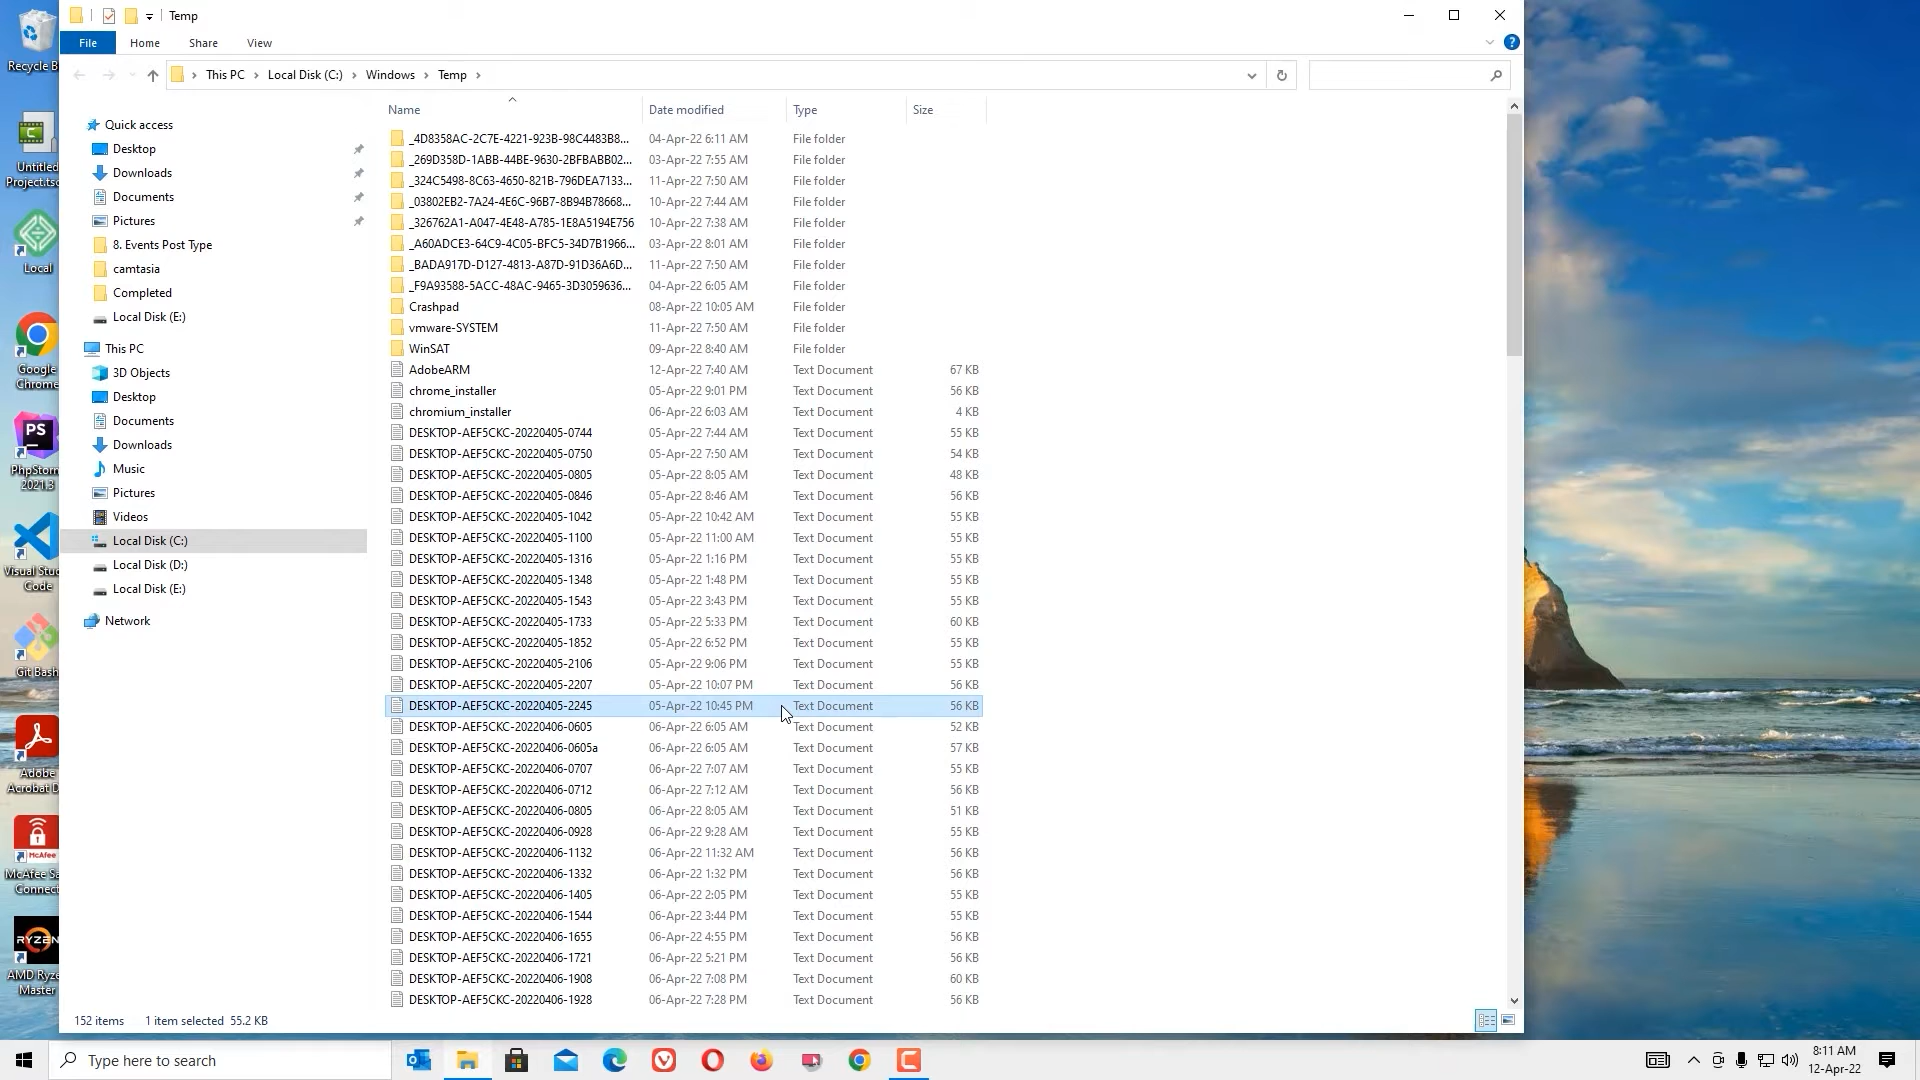 Temp
File Home Share View
This PC Local Disk (C:) Windows Temp
Name Date modified Type Size
_4D8358AC-2C7E-4221-923B-98C4483B8... 04-Apr-22 6:11 AM File folder
_269D358D-1ABB-44BE-9630-2BFBABB02... 03-Apr-22 7:55 AM File folder
_324C5498-8C63-4650-821B-796DEA7133... 11-Apr-22 7:50 AM File folder
_03802EB2-7A24-4E6C-96B7-8B94B78668... 10-Apr-22 7:44 AM File folder
_326762A1-A047-4E48-A785-1E8A5194E756 10-Apr-22 7:38 AM File folder
_A60ADCE3-64C9-4C05-BFC5-34D7B1966... 03-Apr-22 8:01 AM File folder
_BADA917D-D127-4813-A87D-91D36A6D... 11-Apr-22 7:50 AM File folder
_F9A93588-5ACC-48AC-9465-3D3059636... 04-Apr-22 6:05 AM File folder
Crashpad 08-Apr-22 10:05 AM File folder
vmware-SYSTEM 11-Apr-22 7:50 AM File folder
WinSAT 09-Apr-22 8:40 AM File folder
AdobeARM 12-Apr-22 7:40 AM Text Document 67 KB
chrome_installer 05-Apr-22 9:01 PM Text Document 56 KB
chromium_installer 06-Apr-22 6:03 AM Text Document 4 KB
DESKTOP-AEF5CKC-20220405-0744 05-Apr-22 7:44 AM Text Document 55 KB
DESKTOP-AEF5CKC-20220405-0750 05-Apr-22 7:50 AM Text Document 54 KB
DESKTOP-AEF5CKC-20220405-0805 05-Apr-22 8:05 AM Text Document 48 KB
DESKTOP-AEF5CKC-20220405-0846 05-Apr-22 8:46 AM Text Document 56 KB
DESKTOP-AEF5CKC-20220405-1042 05-Apr-22 10:42 AM Text Document 55 KB
DESKTOP-AEF5CKC-20220405-1100 05-Apr-22 11:00 AM Text Document 55 KB
DESKTOP-AEF5CKC-20220405-1316 05-Apr-22 1:16 PM Text Document 55 KB
DESKTOP-AEF5CKC-20220405-1348 05-Apr-22 1:48 PM Text Document 55 KB
DESKTOP-AEF5CKC-20220405-1543 05-Apr-22 3:43 PM Text Document 55 KB
DESKTOP-AEF5CKC-20220405-1733 05-Apr-22 5:33 PM Text Document 60 KB
DESKTOP-AEF5CKC-20220405-1852 05-Apr-22 6:52 PM Text Document 55 KB
DESKTOP-AEF5CKC-20220405-2106 05-Apr-22 9:06 PM Text Document 55 KB
DESKTOP-AEF5CKC-20220405-2207 05-Apr-22 10:07 PM Text Document 56 KB
DESKTOP-AEF5CKC-20220405-2245 05-Apr-22 10:45 PM Text Document 56 KB
DESKTOP-AEF5CKC-20220406-0605 06-Apr-22 6:05 AM Text Document 52 KB
DESKTOP-AEF5CKC-20220406-0605a 06-Apr-22 6:05 AM Text Document 57 KB
DESKTOP-AEF5CKC-20220406-0707 06-Apr-22 7:07 AM Text Document 55 KB
DESKTOP-AEF5CKC-20220406-0712 06-Apr-22 7:12 AM Text Document 56 KB
DESKTOP-AEF5CKC-20220406-0805 06-Apr-22 8:05 AM Text Document 51 KB
DESKTOP-AEF5CKC-20220406-0928 06-Apr-22 9:28 AM Text Document 55 KB
DESKTOP-AEF5CKC-20220406-1132 06-Apr-22 11:32 AM Text Document 56 KB
DESKTOP-AEF5CKC-20220406-1332 06-Apr-22 1:32 PM Text Document 56 KB
DESKTOP-AEF5CKC-20220406-1405 06-Apr-22 2:05 PM Text Document 55 KB
DESKTOP-AEF5CKC-20220406-1544 06-Apr-22 3:44 PM Text Document 55 KB
DESKTOP-AEF5CKC-20220406-1655 06-Apr-22 4:55 PM Text Document 56 KB
DESKTOP-AEF5CKC-20220406-1721 06-Apr-22 5:21 PM Text Document 56 KB
DESKTOP-AEF5CKC-20220406-1908 06-Apr-22 7:08 PM Text Document 60 KB
DESKTOP-AEF5CKC-20220406-1928 06-Apr-22 7:28 PM Text Document 56 KB
Quick access
Desktop
Downloads
Documents
Pictures
8. Events Post Type
camtasia
Completed
Local Disk (E:)
This PC
3D Objects
Desktop
Documents
Downloads
Music
Pictures
Videos
Local Disk (C:)
Local Disk (D:)
Local Disk (E:)
Network
152 items 1 item selected 55.2 KB
Recycle B
Untitled
Project.tsc
Local
Google
Chrome
PS
PhpStorm
2021.3
Visual Stu
Code
Git Bash
Adobe
Acrobat D
McAfee
McAfee Sa
Connect
RYZEN
AMD Ryze
Master
Type here to search
8:11 AM
12-Apr-22